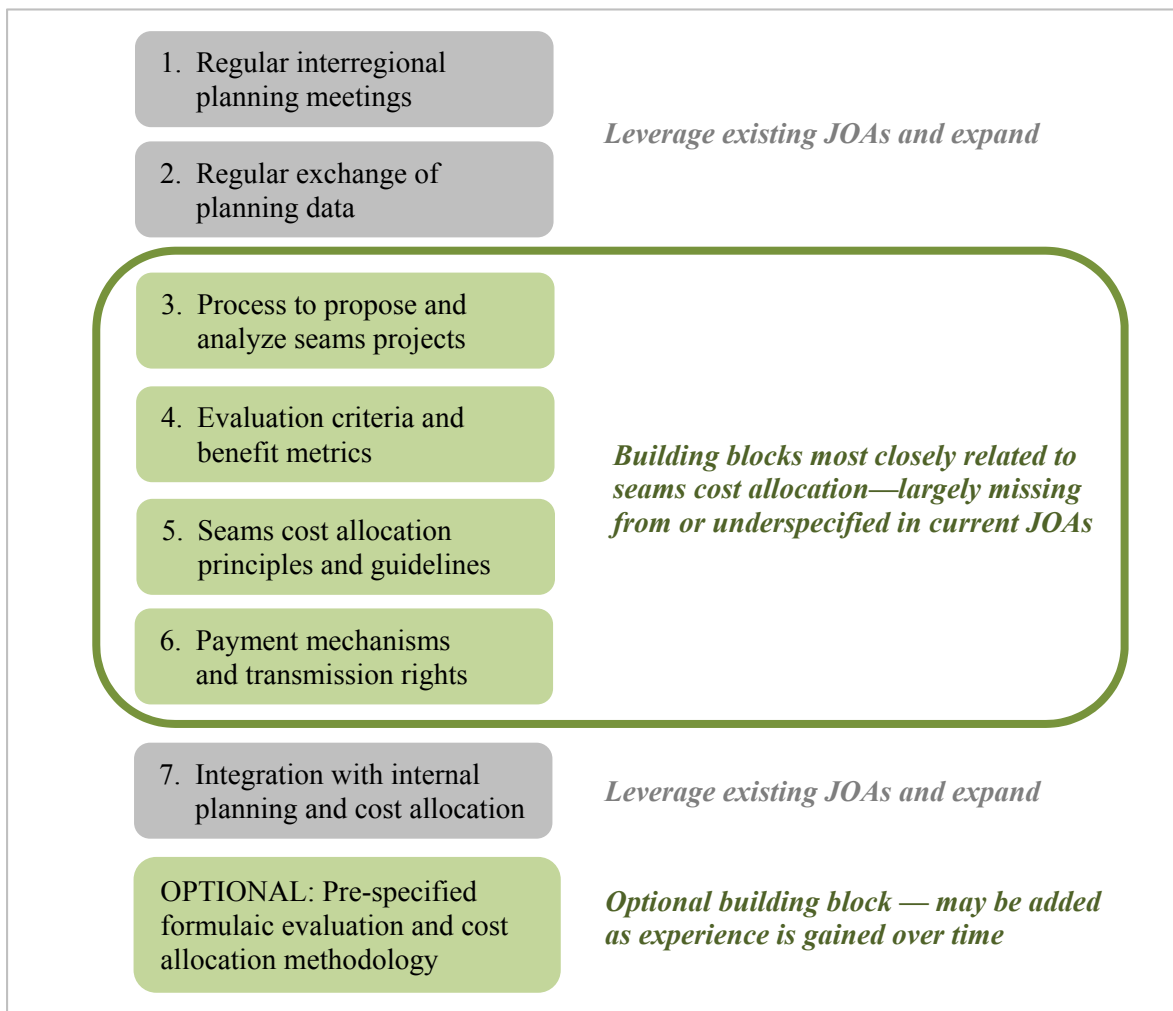 1. Regular interregional
planning meetings
Leverage existing JOAs and expand
2. Regular exchange of
planning data
3. Process to propose and
analyze seams projects
4. Evaluation criteria and
benefit metrics
Building blocks most closely related to
seams cost allocation—largely missing
from or underspecified in current JOAs
5. Seams cost allocation
principles and guidelines
6. Payment mechanisms
and transmission rights
7. Integration with internal
planning and cost allocation
Leverage existing JOAs and expand
OPTIONAL: Pre-specified
formulaic evaluation and cost
allocation methodology
Optional building block — may be added
as experience is gained over time